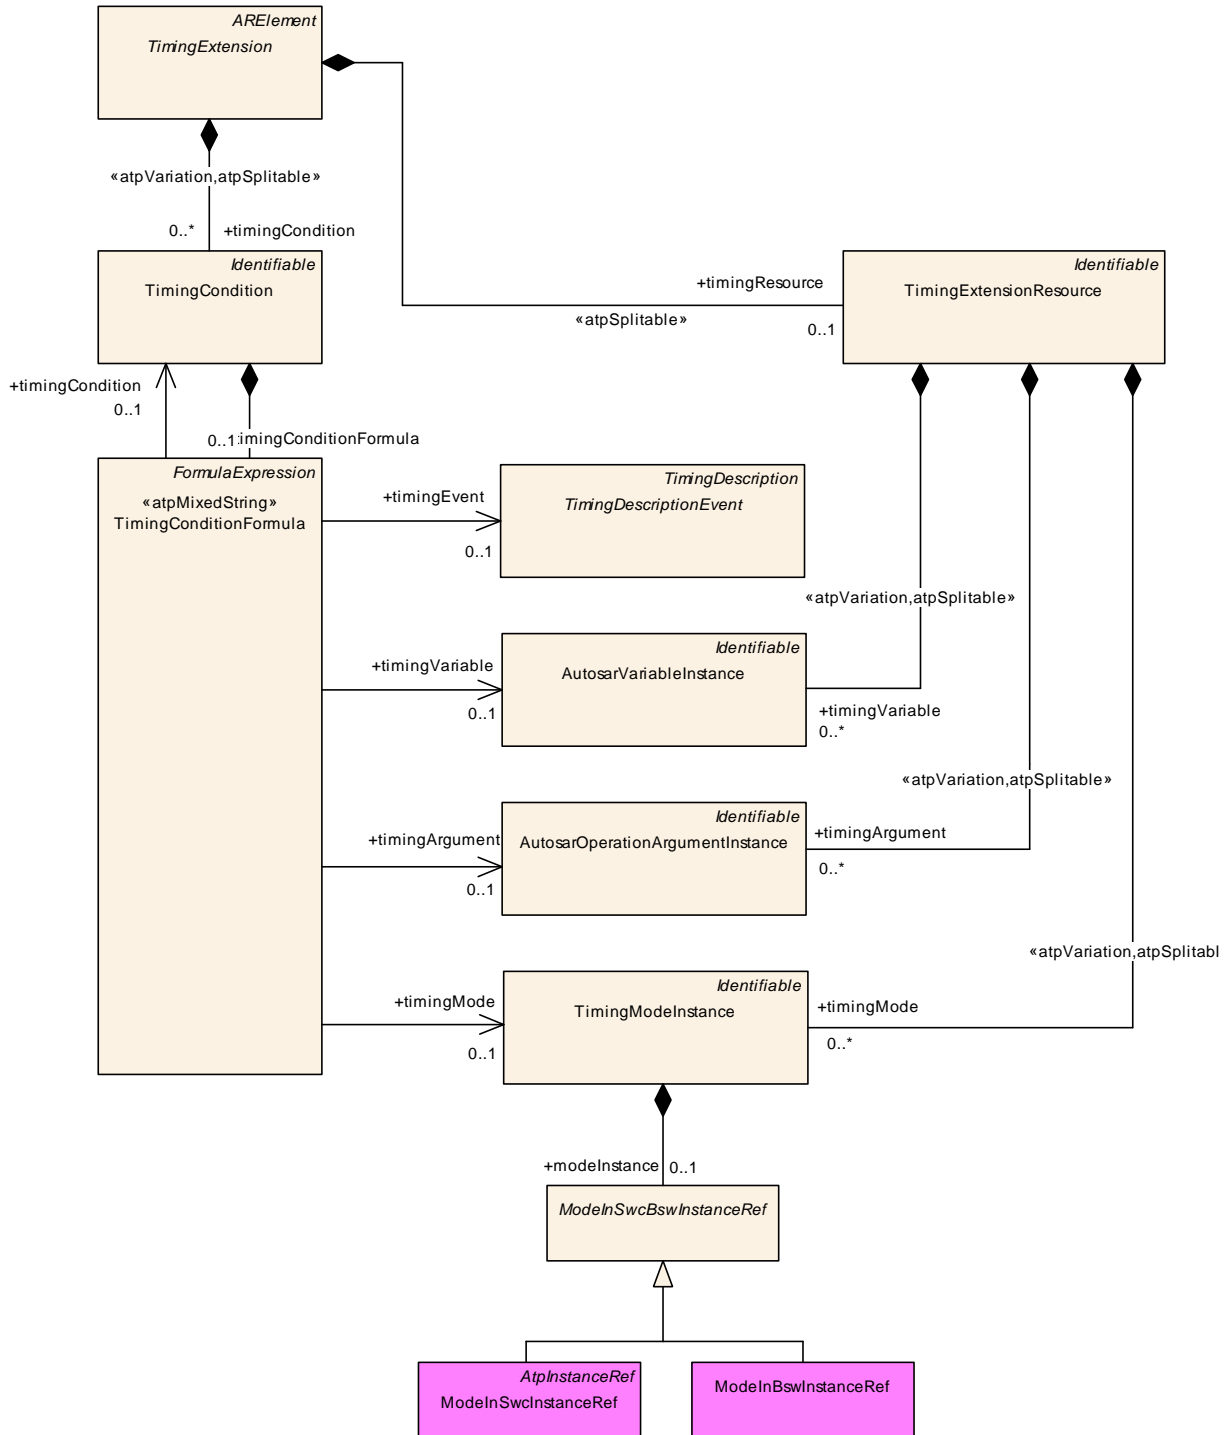 ARElement
TimingExtension
«atpVariation,atpSplitable»
0..*
+timingCondition
Identifiable
TimingCondition
+timingResource
«atpSplitable»
0..1
Identifiable
TimingExtensionResource
+timingCondition
0..1
0..1
timingConditionFormula
FormulaExpression
«atpMixedString»
TimingConditionFormula
+timingEvent
0..1
TimingDescription
TimingDescriptionEvent
«atpVariation,atpSplitable»
+timingVariable
0..1
Identifiable
AutosarVariableInstance
+timingVariable
0..*
«atpVariation,atpSplitable»
+timingArgument
0..1
Identifiable
AutosarOperationArgumentInstance
+timingArgument
0..*
«atpVariation,atpSplitabl
+timingMode
0..1
Identifiable
TimingModeInstance
+timingMode
0..*
+modeInstance
0..1
ModeInSwcBswInstanceRef
AtpInstanceRef
ModeInSwcInstanceRef
ModeInBswInstanceRef